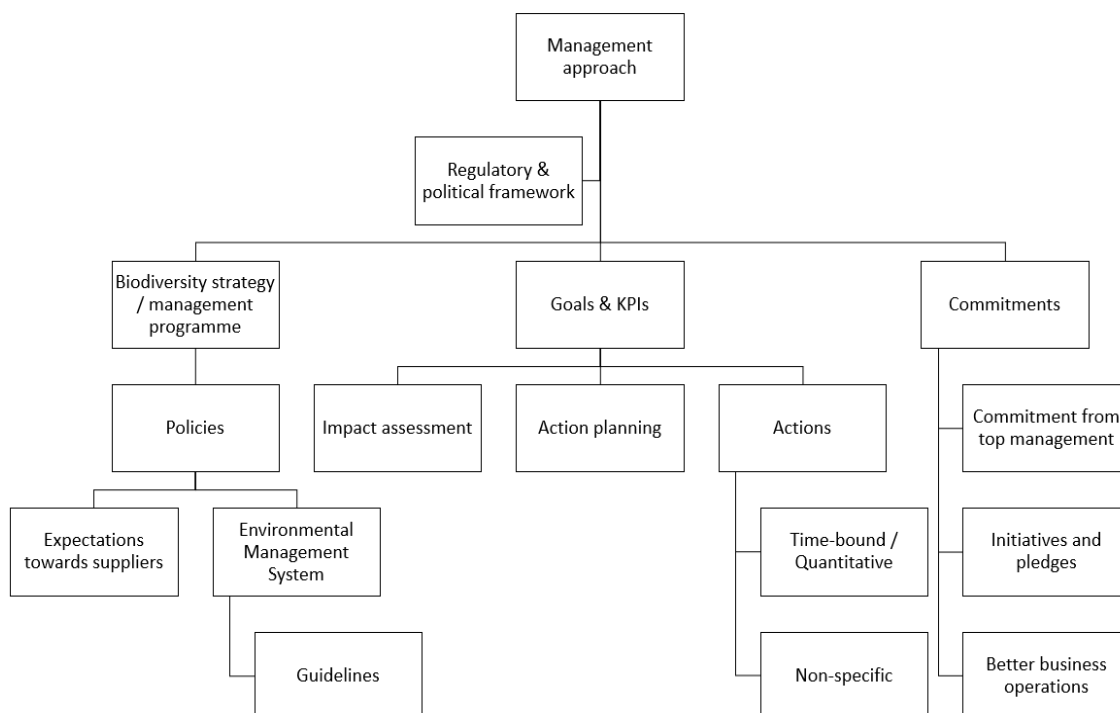 Management
approach
Regulatory &
political framework
Biodiversity strategy
/ management
programme
Goals & KPIs
Commitments
Policies
Impact assessment
Action planning
Actions
Commitment from
top management
Expectations
towards suppliers
Environmental
Management
System
Time-bound /
Quantitative
Initiatives and
pledges
Guidelines
Non-specific
Better business
operations